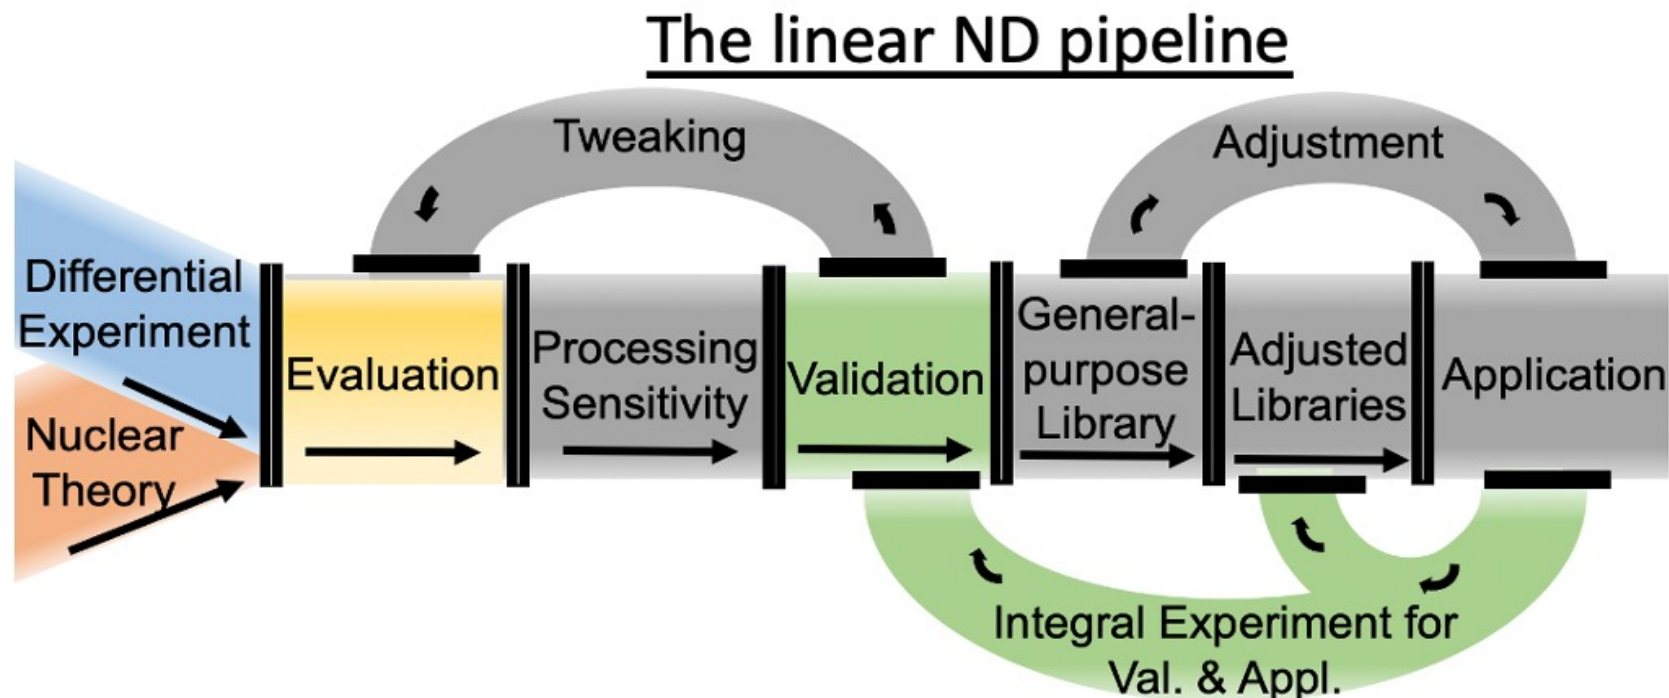 The linear ND pipeline
Tweaking
Adjustment
Differential
Experiment
Nuclear
Theory
Evaluation
Processing
Sensitivity
Validation
General-
purpose
Library
Adjusted
Libraries
Application
Integral Experiment for
Val. & Appl.